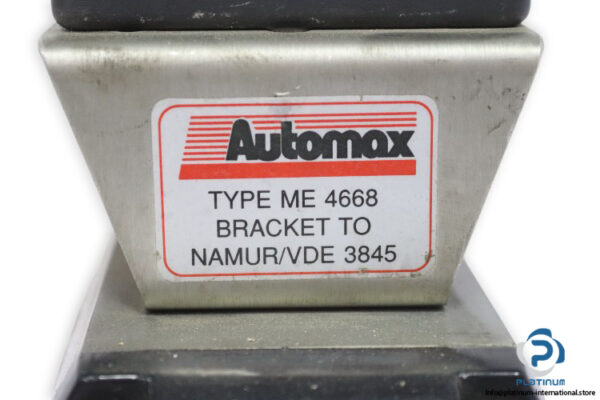 Automax
TYPE ME 4668
BRACKET TO
NAMUR/VDE 3845
PLATINUM
info@platinum-international.store